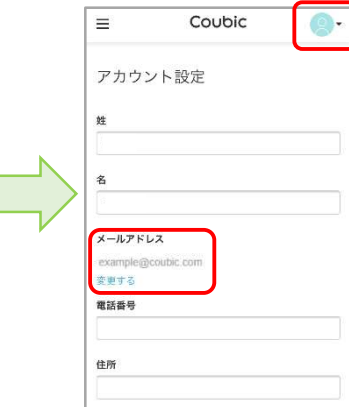 Coubic
アカウント設定
姓
名
メールアドレス
example@coubic.com
変更する
電話番号
住所